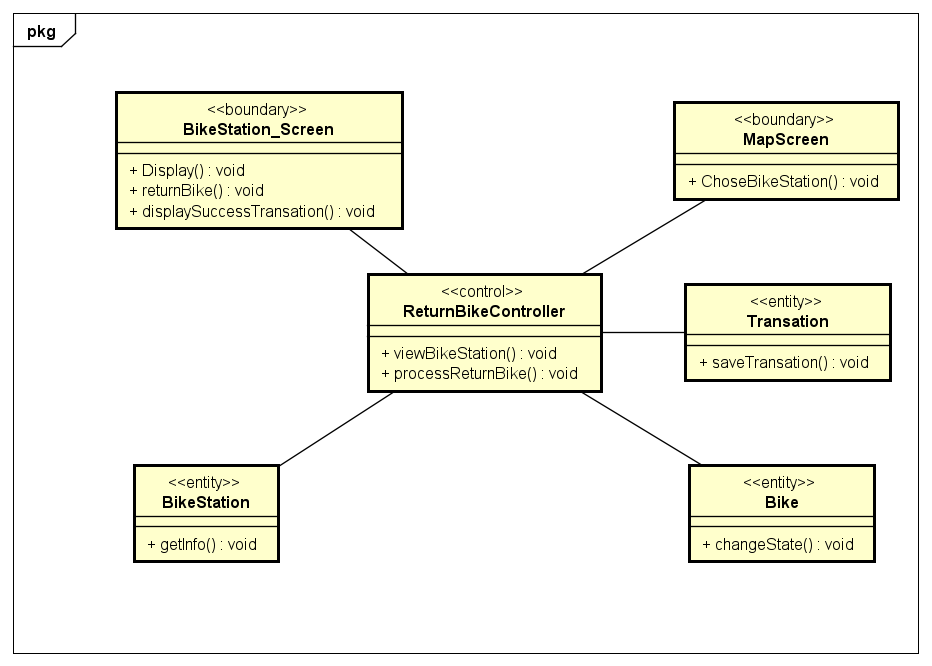 pkg
<<boundary>>
BikeStation_Screen
+ Display() : void
+ returnBike() : void
+ displaySuccessTransation() : void
<<boundary>>
MapScreen
+ ChoseBikeStation() : void
<<control>>
ReturnBikeController
+ viewBikeStation() : void
+ processReturnBike() : void
<<entity>>
Transation
+ saveTransation() : void
<<entity>>
BikeStation
+ getInfo() : void
<<entity>>
Bike
+ changeState() : void